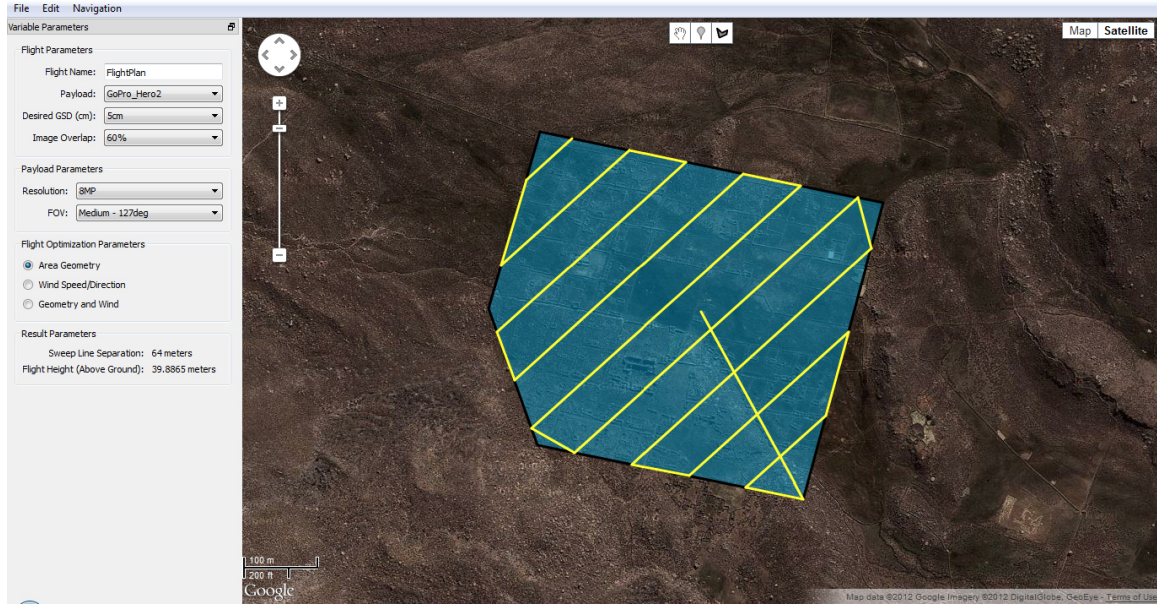 File Edit Navigation
Variable Parameters
Flight Parameters
Flight Name: FlightPlan
Payload: GoPro_Hero2
Desired GSD (cm): 5cm
Image Overlap: 60%
Payload Parameters
Resolution: 8MP
FOV: Medium - 127deg
Flight Optimization Parameters
Area Geometry
Wind Speed/Direction
Geometry and Wind
Result Parameters
Sweep Line Separation: 64 meters
Flight Height (Above Ground): 39.8865 meters
Map Satellite
100 m
200 ft
Google
Map data ©2012 Google Imagery ©2012 DigitalGlobe, GeoEye - Terms of Use